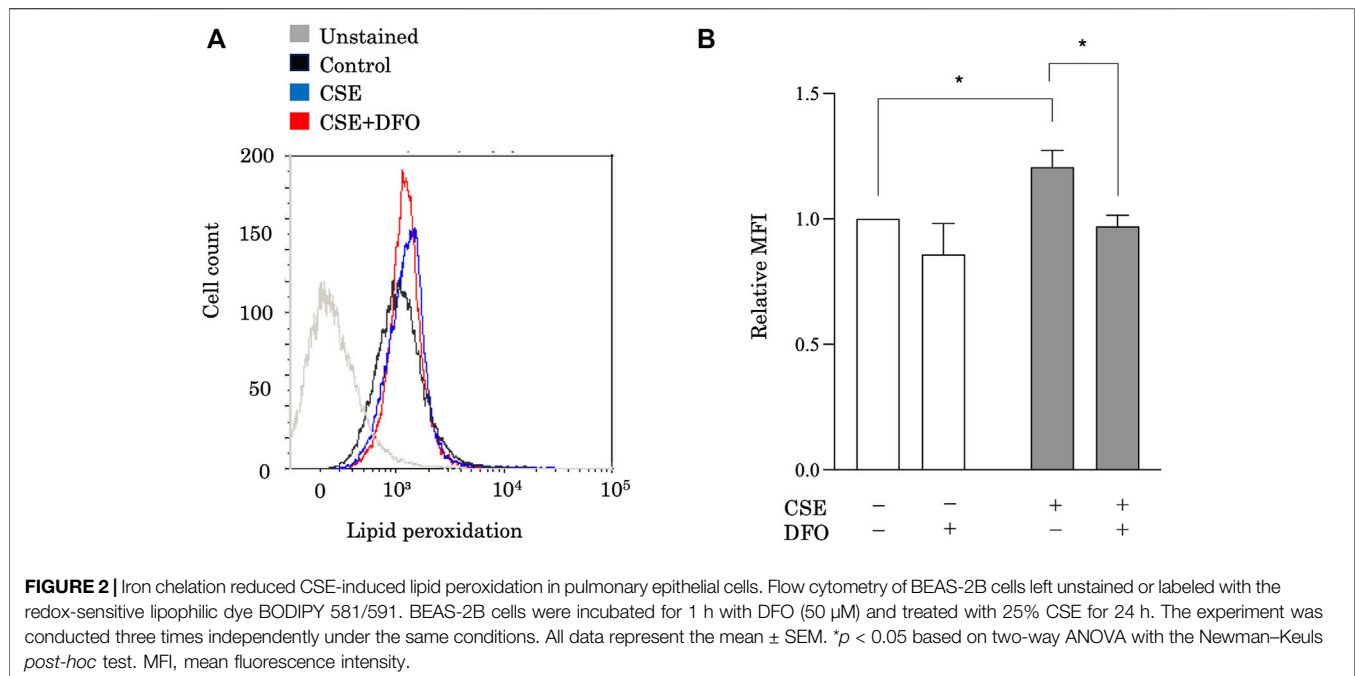 A
Unstained
Control
CSE
CSE+DFO
200
150
100
50
0
Cell count
0 10³ 10⁴ 10⁵
Lipid peroxidation
B
* *
1.5
1.0
0.5
0.0
Relative MFI
CSE – – + +
DFO – + – +
FIGURE 2 | Iron chelation reduced CSE-induced lipid peroxidation in pulmonary epithelial cells. Flow cytometry of BEAS-2B cells left unstained or labeled with the
redox-sensitive lipophilic dye BODIPY 581/591. BEAS-2B cells were incubated for 1 h with DFO (50 µM) and treated with 25% CSE for 24 h. The experiment was
conducted three times independently under the same conditions. All data represent the mean ± SEM. *p < 0.05 based on two-way ANOVA with the Newman–Keuls
post-hoc test. MFI, mean fluorescence intensity.